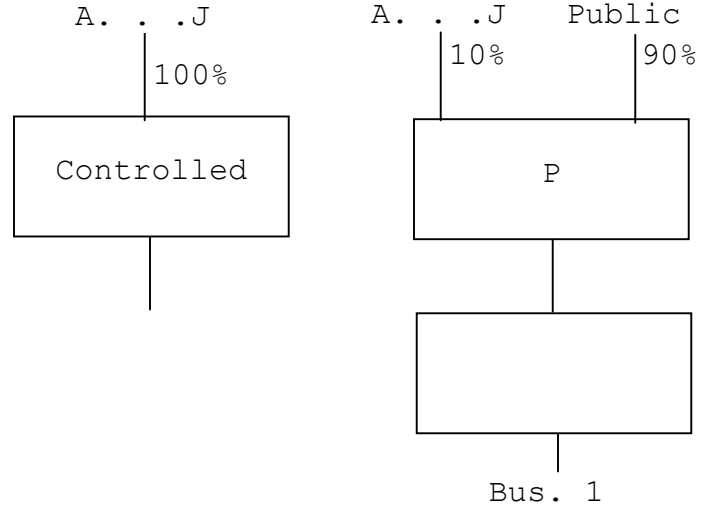 A. . .J
100%
Controlled
A. . .J Public
10% 90%
P
Bus. 1